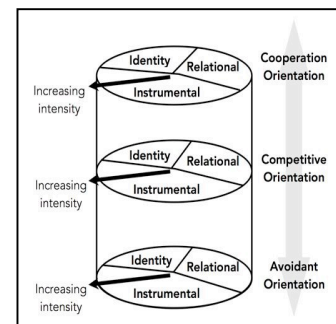 Identity
Relational
Instrumental
Increasing
intensity
Cooperation
Orientation
Identity
Relational
Instrumental
Increasing
intensity
Competitive
Orientation
Identity
Relational
Instrumental
Increasing
intensity
Avoidant
Orientation